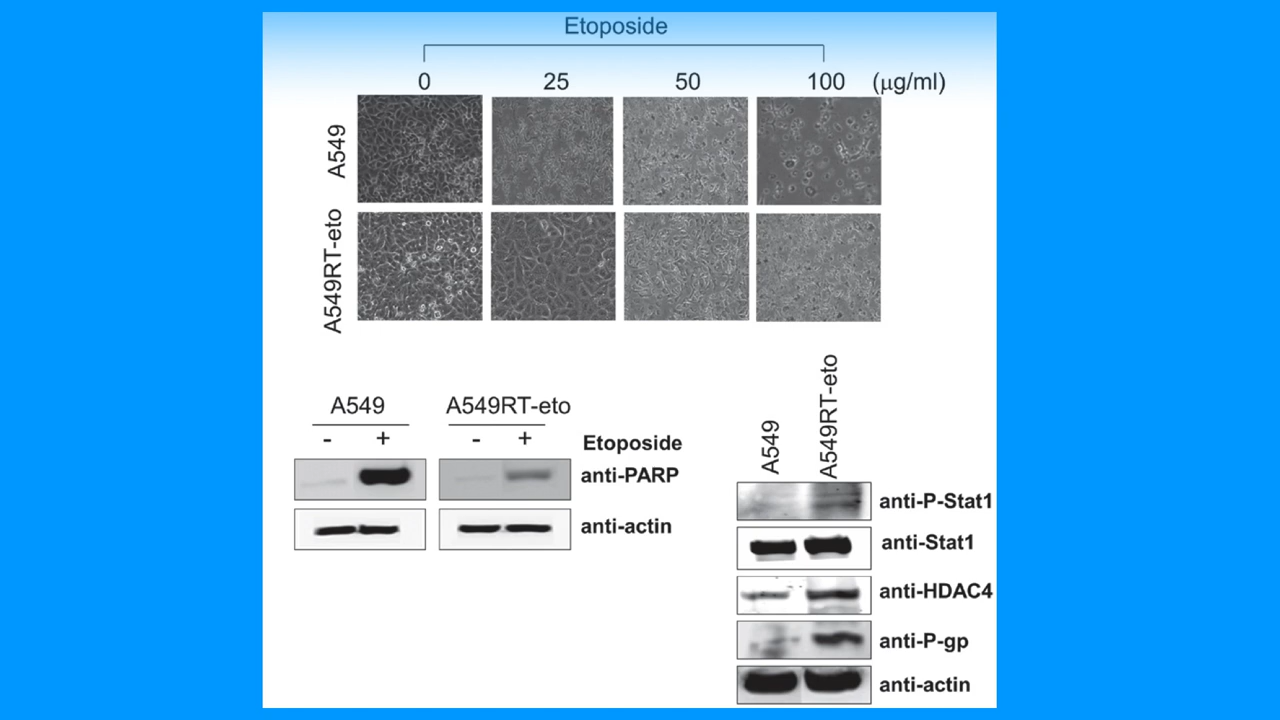 Etoposide
0 25 50 100 (μg/ml)
A549
A549RT-eto
A549 A549RT-eto
- + - + Etoposide
anti-PARP
anti-actin
A549 A549RT-eto
anti-P-Stat1
anti-Stat1
anti-HDAC4
anti-P-gp
anti-actin